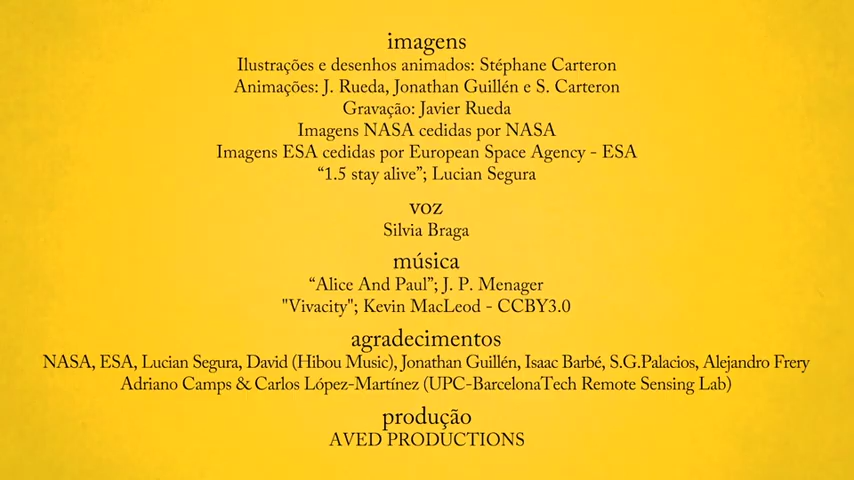 imagens
Ilustrações e desenhos animados: Stéphane Carteron
Animações: J. Rueda, Jonathan Guillén e S. Carteron
Gravação: Javier Rueda
Imagens NASA cedidas por NASA
Imagens ESA cedidas por European Space Agency - ESA
“1.5 stay alive”; Lucian Segura
voz
Silvia Braga
música
“Alice And Paul”; J. P. Menager
"Vivacity"; Kevin MacLeod - CCBY3.0
agradecimentos
NASA, ESA, Lucian Segura, David (Hibou Music), Jonathan Guillén, Isaac Barbé, S.G.Palacios, Alejandro Frery
Adriano Camps & Carlos López-Martínez (UPC-BarcelonaTech Remote Sensing Lab)
produção
AVED PRODUCTIONS